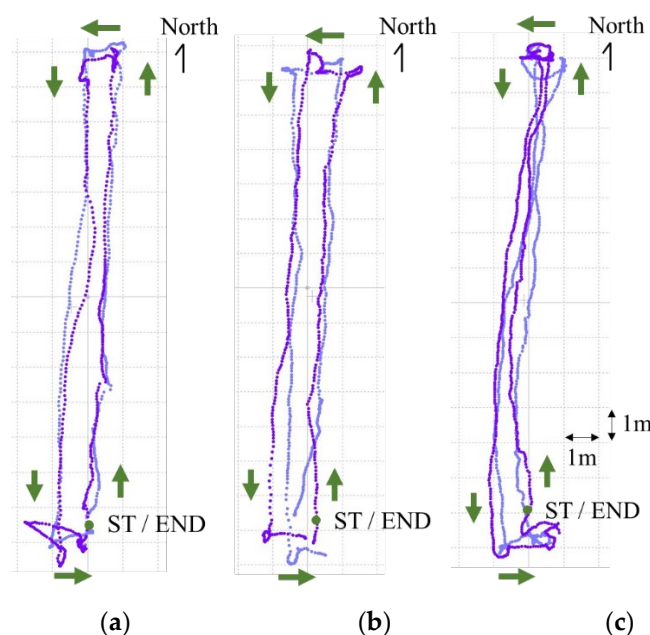 North
North
North
1m
1m
ST / END
ST / END
ST / END
(a)
(b)
(c)